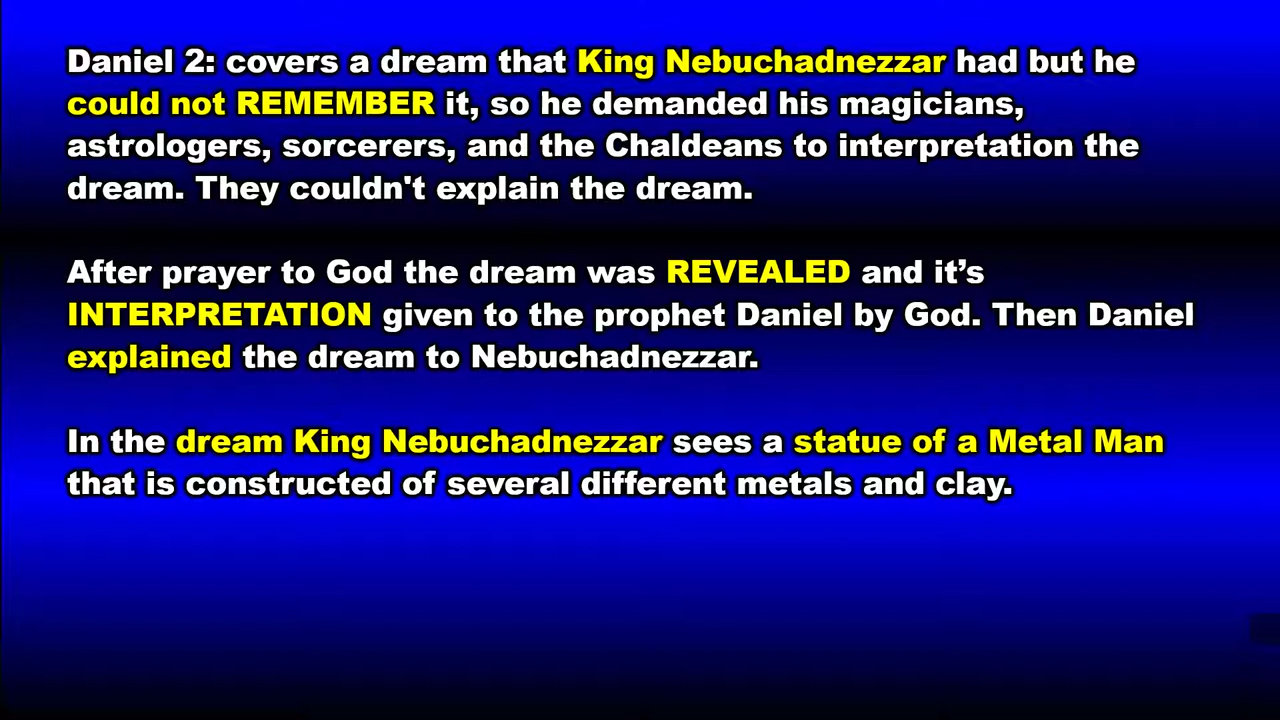 Daniel 2: covers a dream that King Nebuchadnezzar had but he
could not REMEMBER it, so he demanded his magicians,
astrologers, sorcerers, and the Chaldeans to interpretation the
dream. They couldn't explain the dream.
After prayer to God the dream was REVEALED and it’s
INTERPRETATION given to the prophet Daniel by God. Then Daniel
explained the dream to Nebuchadnezzar.
In the dream King Nebuchadnezzar sees a statue of a Metal Man
that is constructed of several different metals and clay.